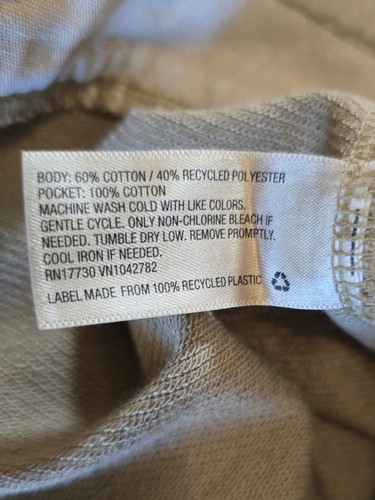 BODY: 60% COTTON / 40% RECYCLED POLYESTER
POCKET: 100% COTTON
MACHINE WASH COLD WITH LIKE COLORS.
GENTLE CYCLE. ONLY NON-CHLORINE BLEACH IF
NEEDED. TUMBLE DRY LOW. REMOVE PROMPTLY.
COOL IRON IF NEEDED.
RN17730 VN1042782
LABEL MADE FROM 100% RECYCLED PLASTIC